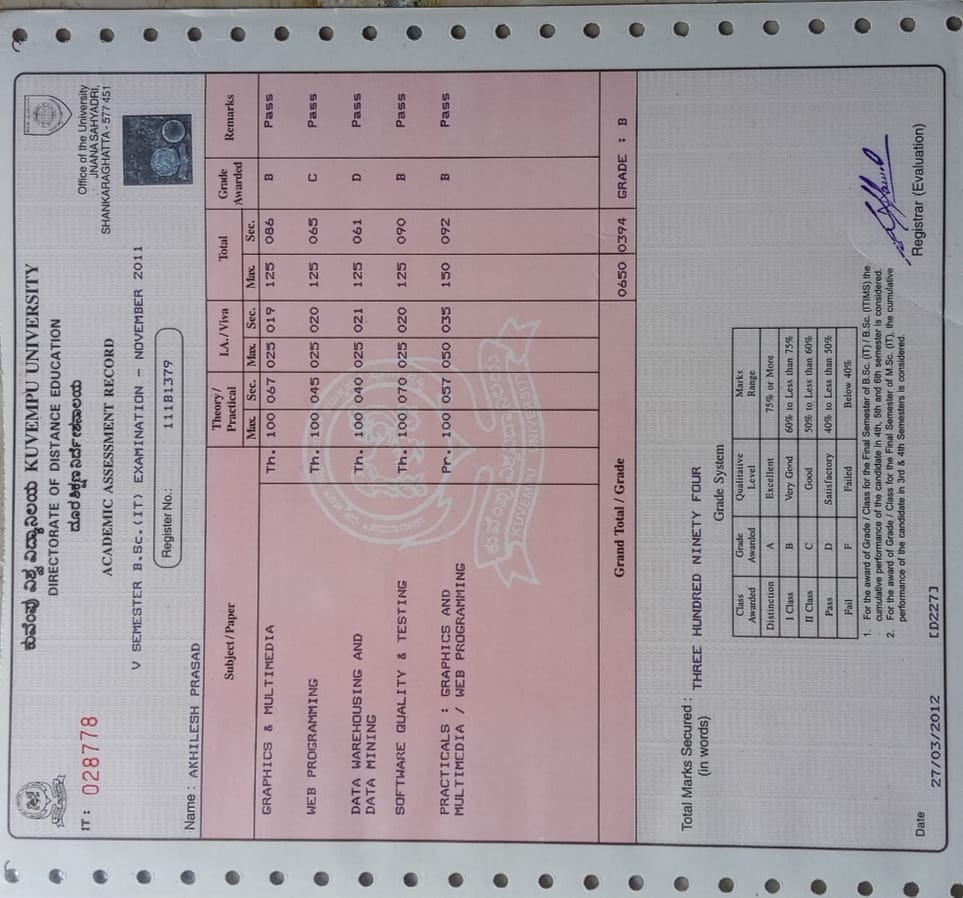 ಕುವೆಂಪು ವಿಶ್ವವಿದ್ಯಾನಿಲಯ KUVEMPU UNIVERSITY
DIRECTORATE OF DISTANCE EDUCATION
ದೂರ ಶಿಕ್ಷಣ ನಿರ್ದೇಶನಾಲಯ
Office of the University
JNANA SAHYADRI,
SHANKARAGHATTA - 577 451
IT: 028778
ACADEMIC ASSESSMENT RECORD
V SEMESTER B.Sc.(IT) EXAMINATION - NOVEMBER 2011
Register No.: 111B1379
Name : AKHILESH PRASAD
Subject/Paper Theory/ Practical I.A./Viva Total Grade Awarded Remarks
Max. Sec. Max. Sec. Max. Sec.
GRAPHICS & MULTIMEDIA Th. 100 067 025 019 125 086 B Pass
WEB PROGRAMMING Th. 100 045 025 020 125 065 C Pass
DATA WAREHOUSING AND Th. 100 040 025 021 125 061 D Pass
DATA MINING
SOFTWARE QUALITY & TESTING Th. 100 070 025 020 125 090 B Pass
PRACTICALS : GRAPHICS AND Pr. 100 057 050 035 150 092 B Pass
MULTIMEDIA / WEB PROGRAMMING
KUVEMPU UNIVERSITY
Grand Total / Grade 0650 0394 GRADE : B
Total Marks Secured : THREE HUNDRED NINETY FOUR
(in words)
Grade System
Class Awarded Grade Awarded Qualitative Level Marks Range
Distinction A Excellent 75% or More
I Class B Very Good 60% to Less than 75%
II Class C Good 50% to Less than 60%
Pass D Satisfactory 40% to Less than 50%
Fail F Failed Below 40%
1. For the award of Grade / Class for the Final Semester of B.Sc. (IT) / B.Sc. (ITIMS) the
cumulative performance of the candidate in 4th, 5th and 6th semester is considered.
2. For the award of Grade / Class for the Final Semester of M.Sc. (IT), the cumulative
performance of the candidate in 3rd & 4th Semesters is considered.
Registrar (Evaluation)
Date 27/03/2012 [D227]